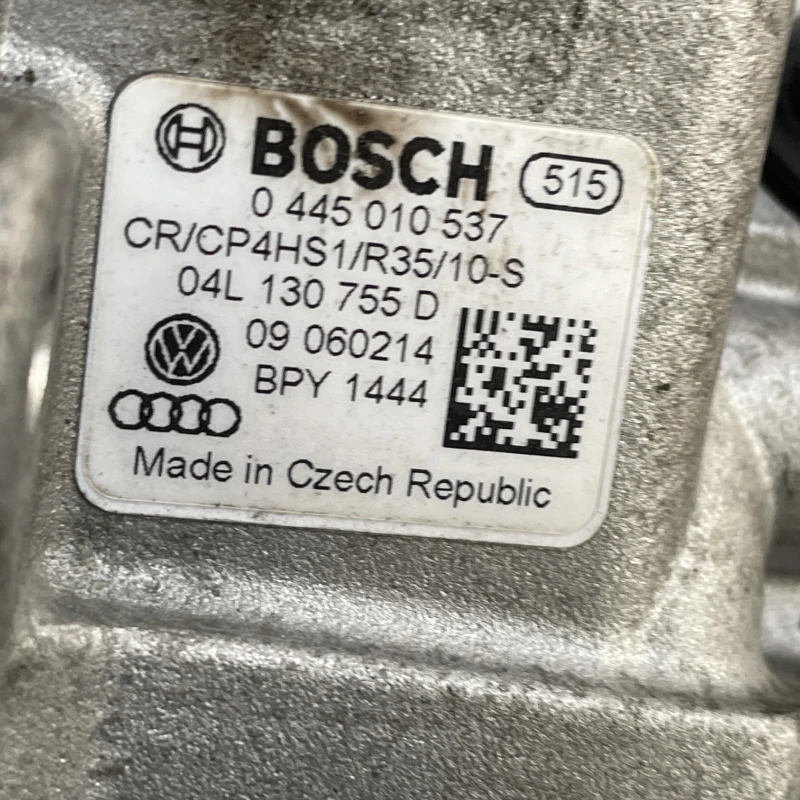 BOSCH 515
0 445 010 537
CR/CP4HS1/R35/10-S
04L 130 755 D
09 060214
BPY 1444
Made in Czech Republic